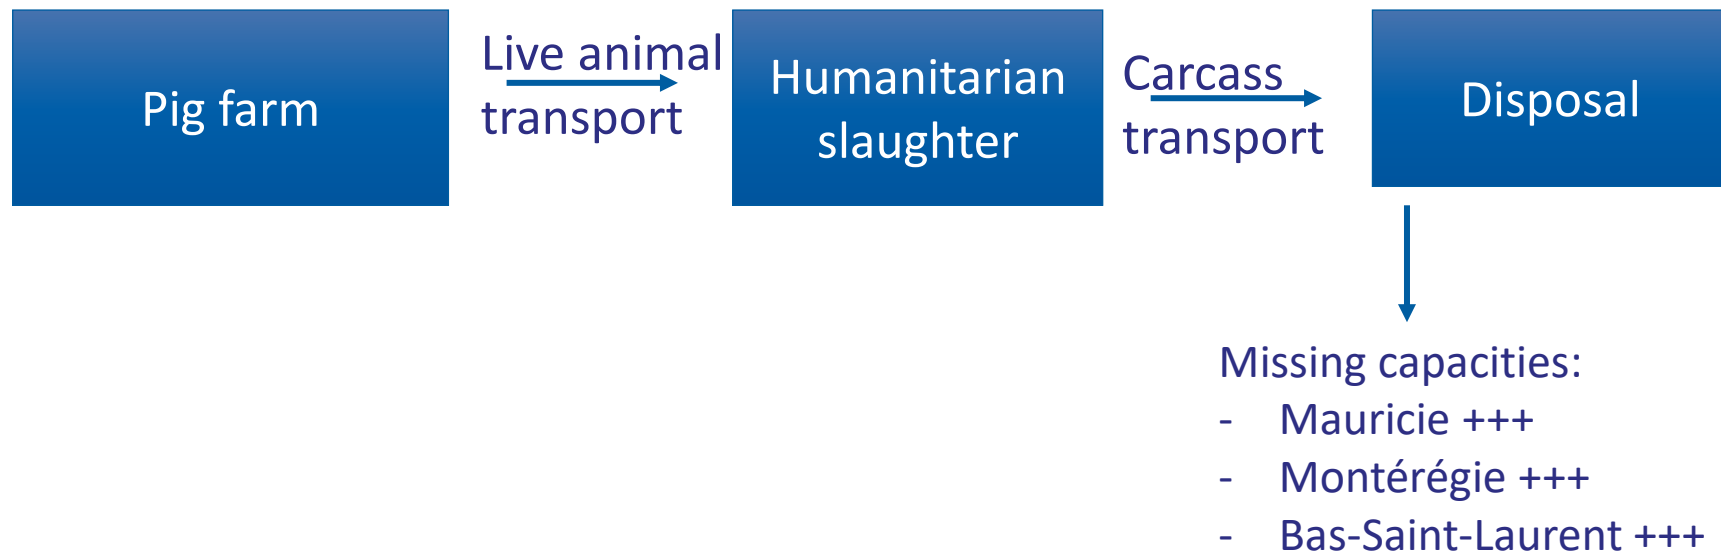 Pig farm
Live animal
transport
Humanitarian
slaughter
Carcass
transport
Disposal
Missing capacities:
- Mauricie +++
- Montérégie +++
- Bas-Saint-Laurent +++